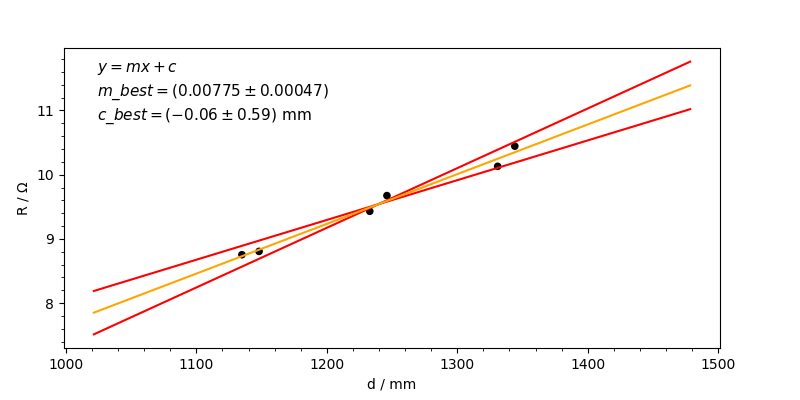 y = mx + c
m_best = (0.00775 ± 0.00047)
c_best = (−0.06 ± 0.59) mm
11
10
9
8
R / Ω
1000 1100 1200 1300 1400 1500
d / mm